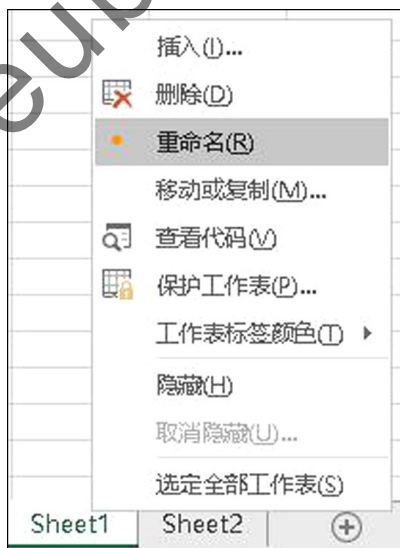 插入(I)...
删除(D)
重命名(R)
移动或复制(M)...
查看代码(V)
保护工作表(P)...
工作表标签颜色(T)
隐藏(H)
取消隐藏(U)...
选定全部工作表(S)
Sheet1 Sheet2